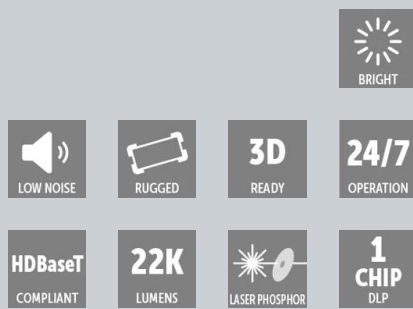 BRIGHT
LOW NOISE
RUGGED
3D
READY
24/7
OPERATION
HDBaseT
COMPLIANT
22K
LUMENS
LASER PHOSPHOR
1
CHIP
DLP